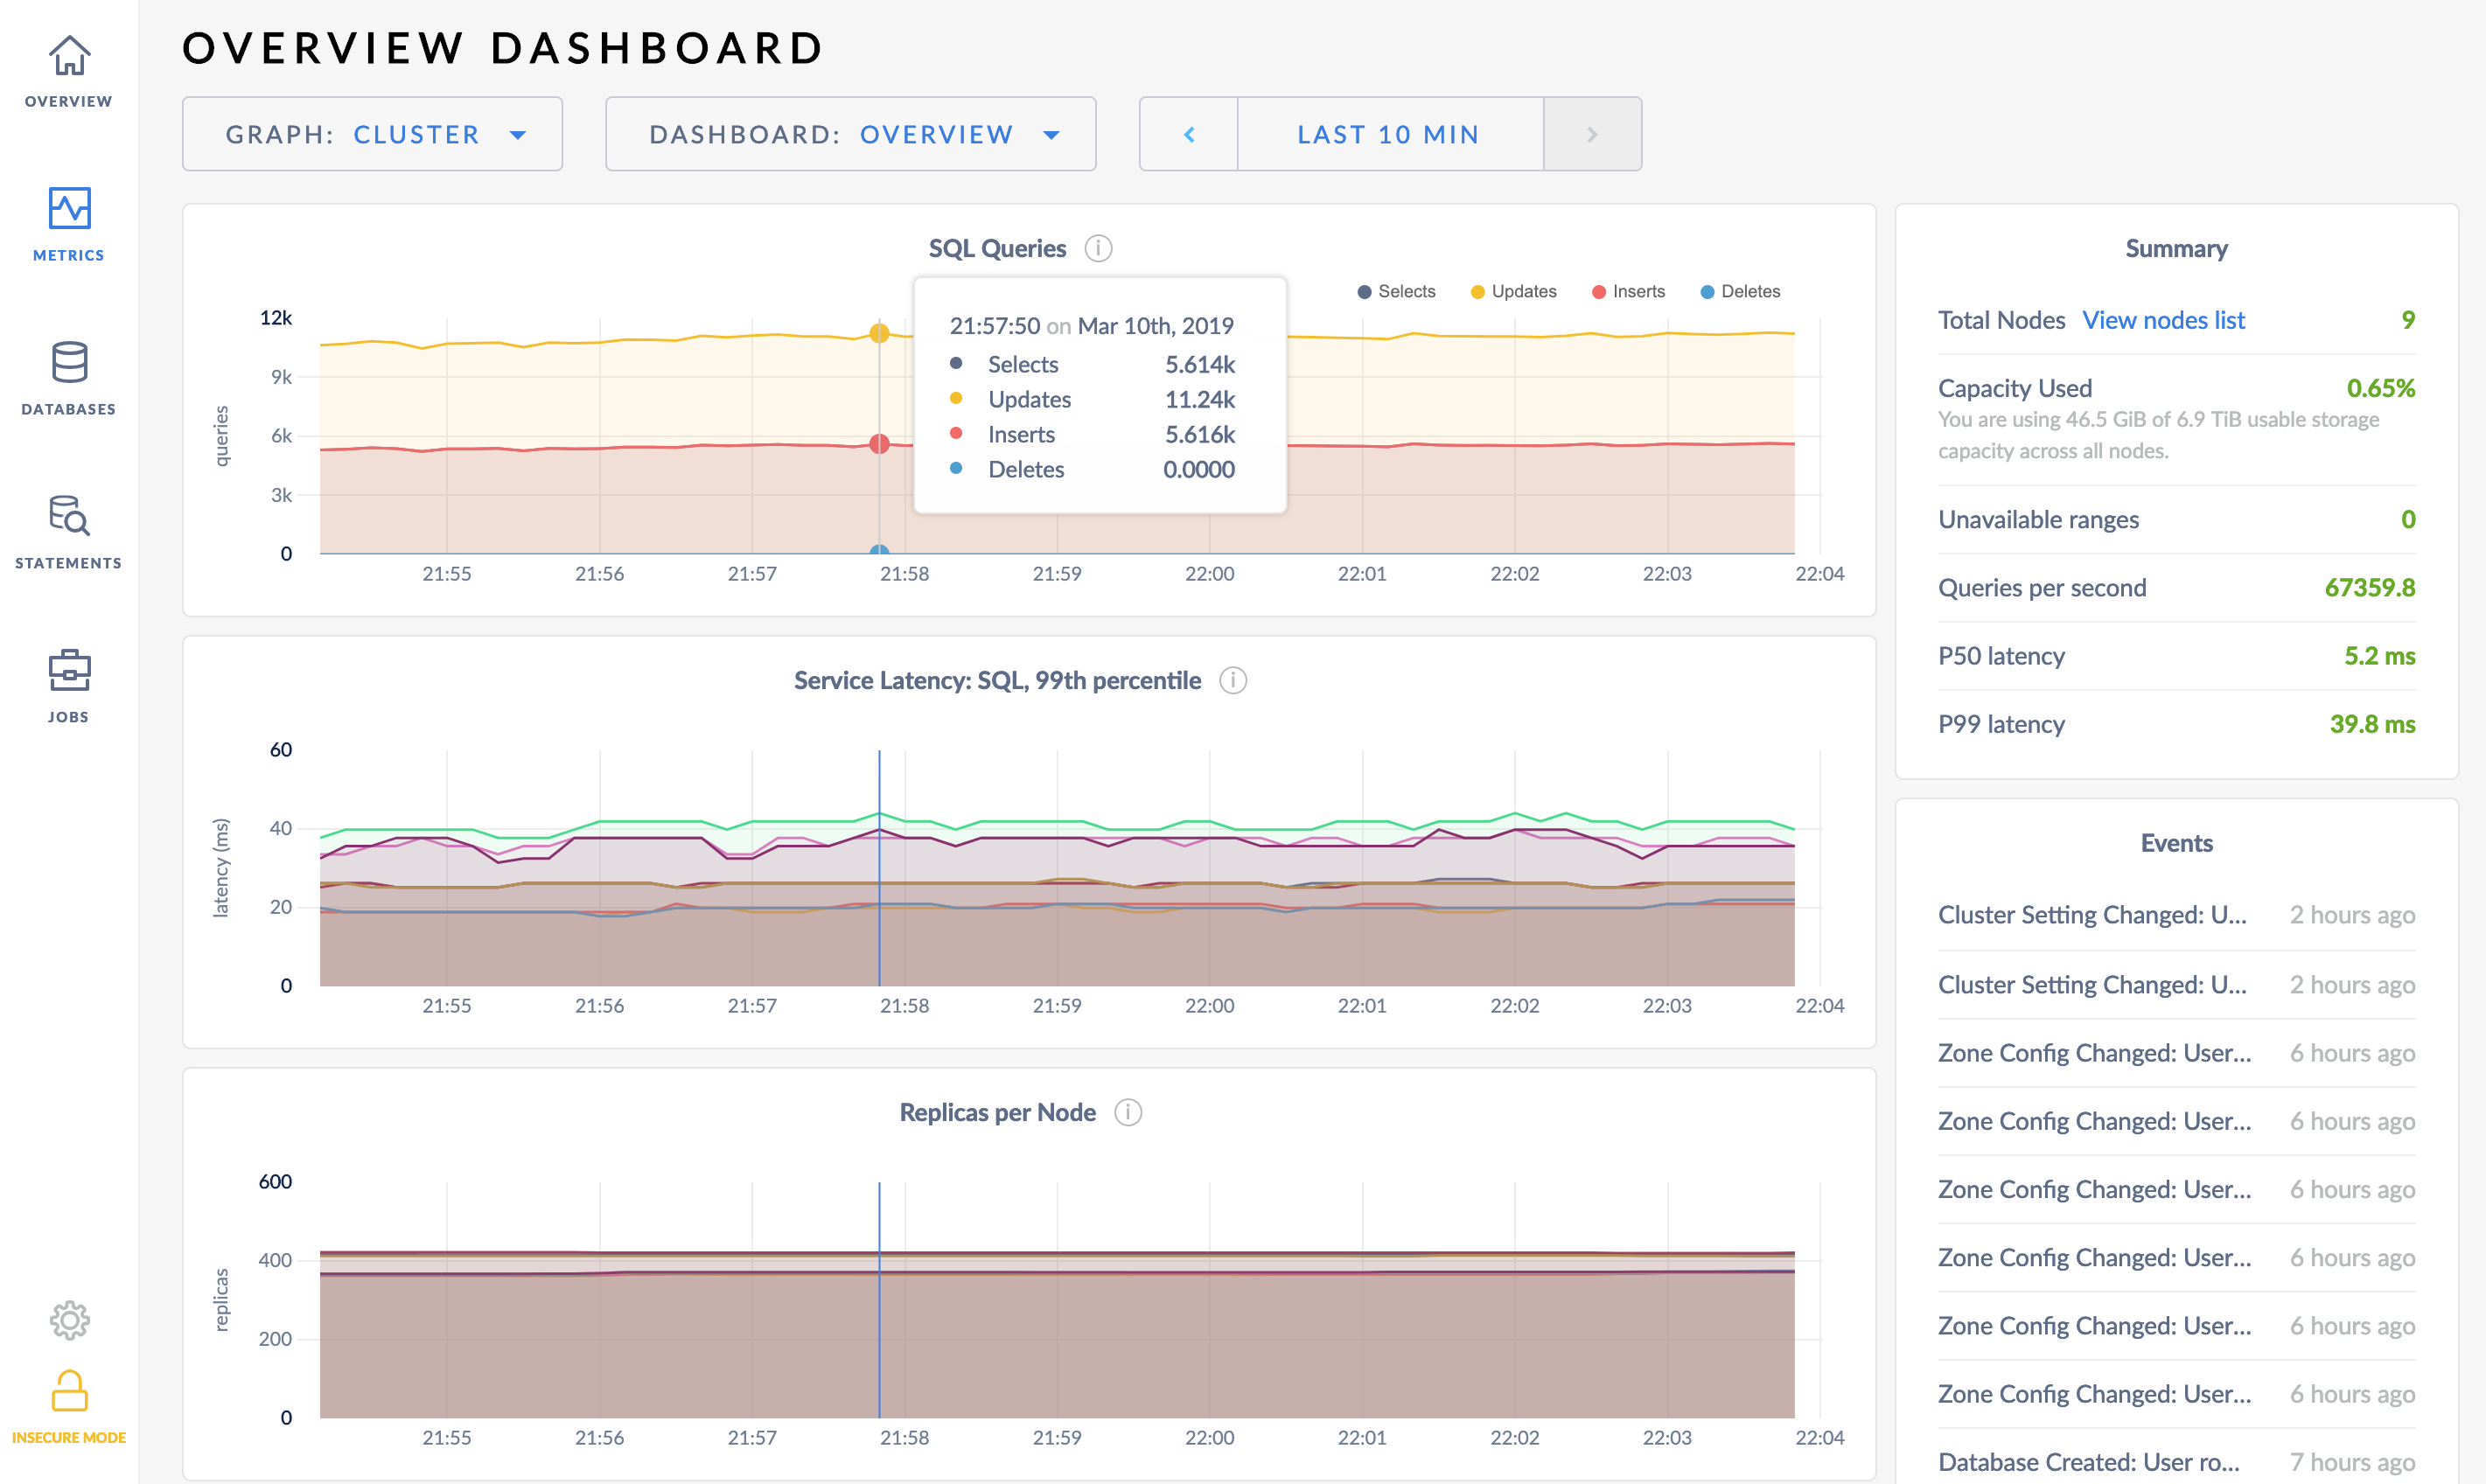 OVERVIEW
METRICS
DATABASES
STATEMENTS
JOBS
INSECURE MODE
OVERVIEW DASHBOARD
GRAPH: CLUSTER
DASHBOARD: OVERVIEW
LAST 10 MIN
SQL Queries
Selects Updates Inserts Deletes
queries
12k
9k
6k
3k
0
21:57:50 on Mar 10th, 2019
Selects 5.614k
Updates 11.24k
Inserts 5.616k
Deletes 0.0000
21:55 21:56 21:57 21:58 21:59 22:00 22:01 22:02 22:03 22:04
Service Latency: SQL, 99th percentile
latency (ms)
60
40
20
0
21:55 21:56 21:57 21:58 21:59 22:00 22:01 22:02 22:03 22:04
Replicas per Node
replicas
600
400
200
0
21:55 21:56 21:57 21:58 21:59 22:00 22:01 22:02 22:03 22:04
Summary
Total Nodes View nodes list 9
Capacity Used 0.65%
You are using 46.5 GiB of 6.9 TiB usable storage
capacity across all nodes.
Unavailable ranges 0
Queries per second 67359.8
P50 latency 5.2 ms
P99 latency 39.8 ms
Events
Cluster Setting Changed: U... 2 hours ago
Cluster Setting Changed: U... 2 hours ago
Zone Config Changed: User... 6 hours ago
Zone Config Changed: User... 6 hours ago
Zone Config Changed: User... 6 hours ago
Zone Config Changed: User... 6 hours ago
Zone Config Changed: User... 6 hours ago
Zone Config Changed: User... 6 hours ago
Database Created: User ro... 7 hours ago